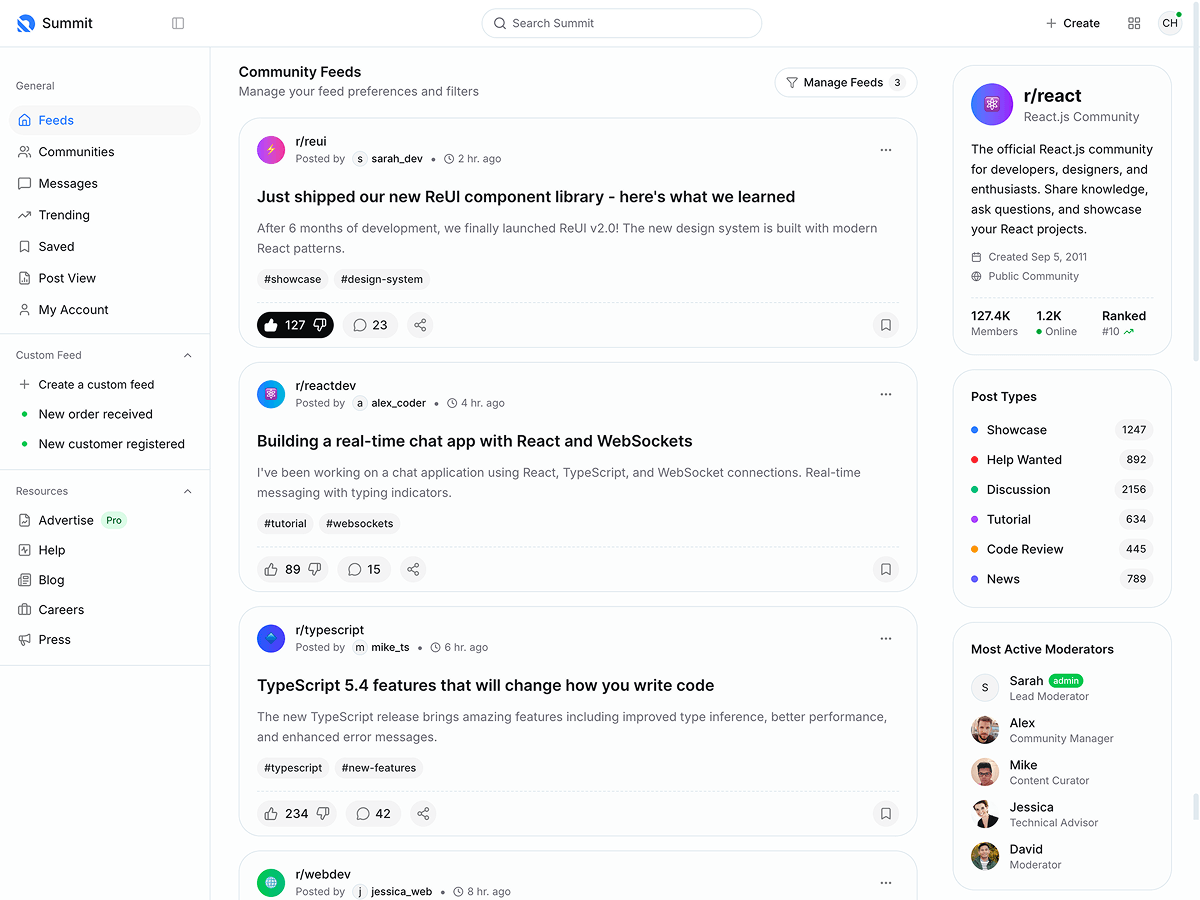 Summit
Search Summit
Create
CH
General
Feeds
Communities
Messages
Trending
Saved
Post View
My Account
Custom Feed
Create a custom feed
New order received
New customer registered
Resources
Advertise Pro
Help
Blog
Careers
Press
Community Feeds
Manage your feed preferences and filters
Manage Feeds 3
r/reui
Posted by s sarah_dev • 2 hr. ago
Just shipped our new ReUI component library - here's what we learned
After 6 months of development, we finally launched ReUI v2.0! The new design system is built with modern
React patterns.
#showcase #design-system
127 23
r/reactdev
Posted by a alex_coder • 4 hr. ago
Building a real-time chat app with React and WebSockets
I've been working on a chat application using React, TypeScript, and WebSocket connections. Real-time
messaging with typing indicators.
#tutorial #websockets
89 15
r/typescript
Posted by m mike_ts • 6 hr. ago
TypeScript 5.4 features that will change how you write code
The new TypeScript release brings amazing features including improved type inference, better performance,
and enhanced error messages.
#typescript #new-features
234 42
r/webdev
Posted by j jessica_web • 8 hr. ago
r/react
React.js Community
The official React.js community
for developers, designers, and
enthusiasts. Share knowledge,
ask questions, and showcase
your React projects.
Created Sep 5, 2011
Public Community
127.4K 1.2K Ranked
Members Online #10
Post Types
Showcase 1247
Help Wanted 892
Discussion 2156
Tutorial 634
Code Review 445
News 789
Most Active Moderators
S
Sarah admin
Lead Moderator
Alex
Community Manager
Mike
Content Curator
Jessica
Technical Advisor
David
Moderator